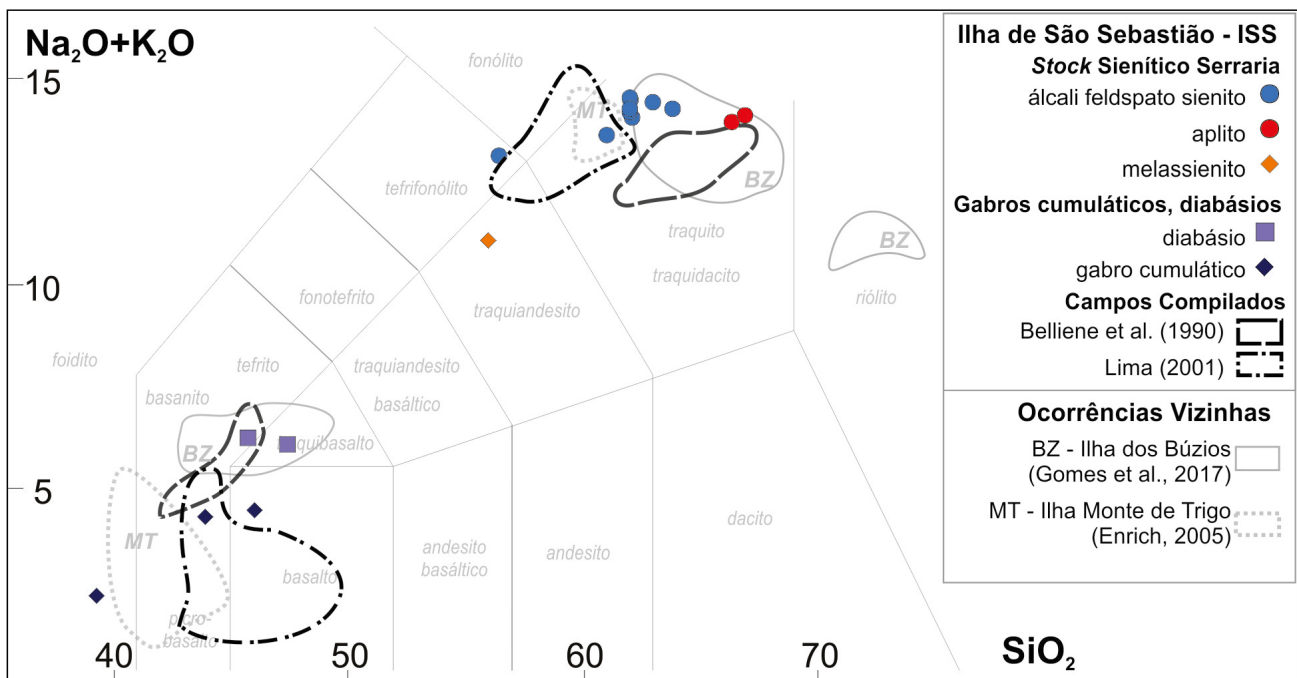 Na₂O+K₂O
15
10
5
40
50
60
70
SiO₂
fonólito
tefrifonólito
fonotefrito
foidito
tefrito
basanito
traquiandesito
traquiandesito
basáltico
traquibasalto
traquito
traquidacito
riólito
dacito
andesito
andesito
basáltico
basalto
picro-
basalto
MT
BZ
BZ
BZ
MT
Ilha de São Sebastião - ISS
Stock Sienítico Serraria
álcali feldspato sienito
aplito
melassienito
Gabros cumuláticos, diabásios
diabásio
gabro cumulático
Campos Compilados
Belliene et al. (1990)
Lima (2001)
Ocorrências Vizinhas
BZ - Ilha dos Búzios
(Gomes et al., 2017)
MT - Ilha Monte de Trigo
(Enrich, 2005)